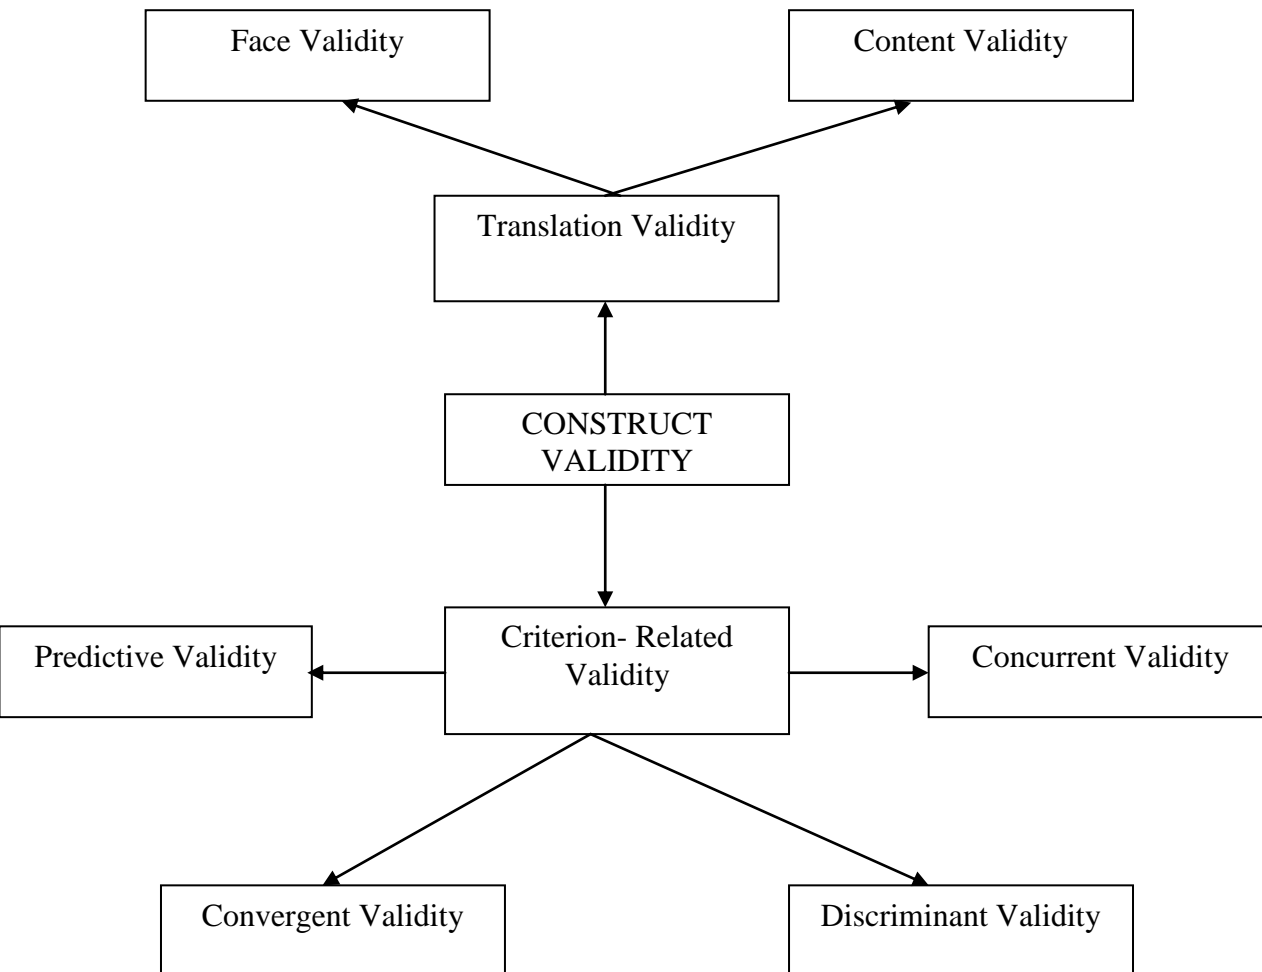 Face Validity
Content Validity
Translation Validity
CONSTRUCT
VALIDITY
Criterion- Related
Validity
Predictive Validity
Concurrent Validity
Convergent Validity
Discriminant Validity